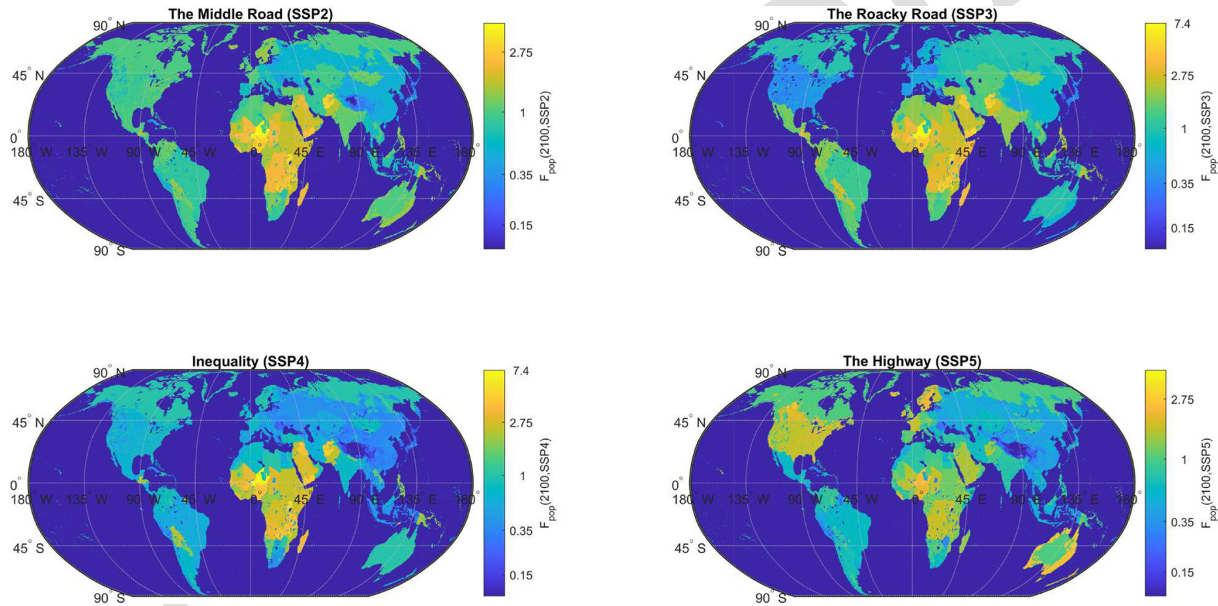 The Middle Road (SSP2)
90° N
45° N
0°
180° 135° W 90° W 45° W 0° 45° E 90° E 135° E 180°
45° S
90° S
2.75
1
0.35
0.15
F_pop(2100,SSP2)
The Roacky Road (SSP3)
90° N
45° N
0°
180° 135° W 90° W 45° W 0° 45° E 90° E 135° E 180°
45° S
90° S
7.4
2.75
1
0.35
0.15
F_pop(2100,SSP3)
Inequality (SSP4)
90° N
45° N
0°
180° 135° W 90° W 45° W 0° 45° E 90° E 135° E 180°
45° S
90° S
7.4
2.75
1
0.35
0.15
F_pop(2100,SSP4)
The Highway (SSP5)
90° N
45° N
0°
180° 135° W 90° W 45° W 0° 45° E 90° E 135° E 180°
45° S
90° S
2.75
1
0.35
0.15
F_pop(2100,SSP5)